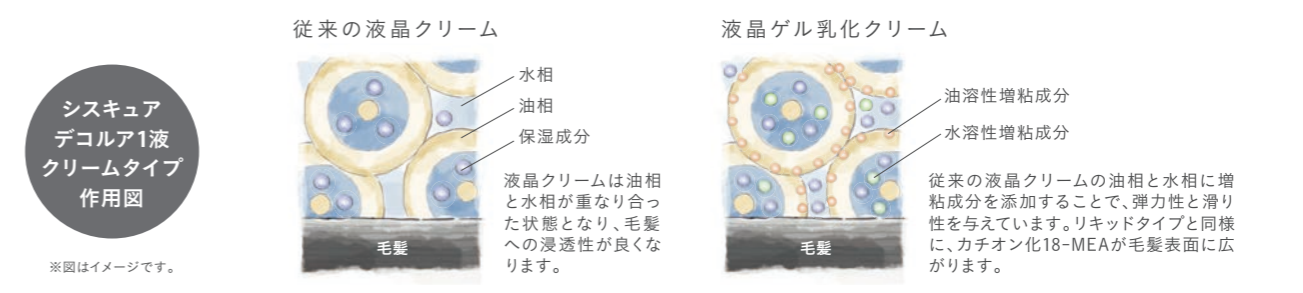 シスキュア
デコルア1液
クリームタイプ
作用図
※図はイメージです。
従来の液晶クリーム
水相
油相
保湿成分
毛髪
液晶クリームは油相
と水相が重なり合っ
た状態となり、毛髪
への浸透性が良くな
ります。
液晶ゲル乳化クリーム
油溶性増粘成分
水溶性増粘成分
毛髪
従来の液晶クリームの油相と水相に増
粘成分を添加することで、弾力性と滑り
性を与えています。リキッドタイプと同様
に、カチオン化18-MEAが毛髪表面に広
がります。